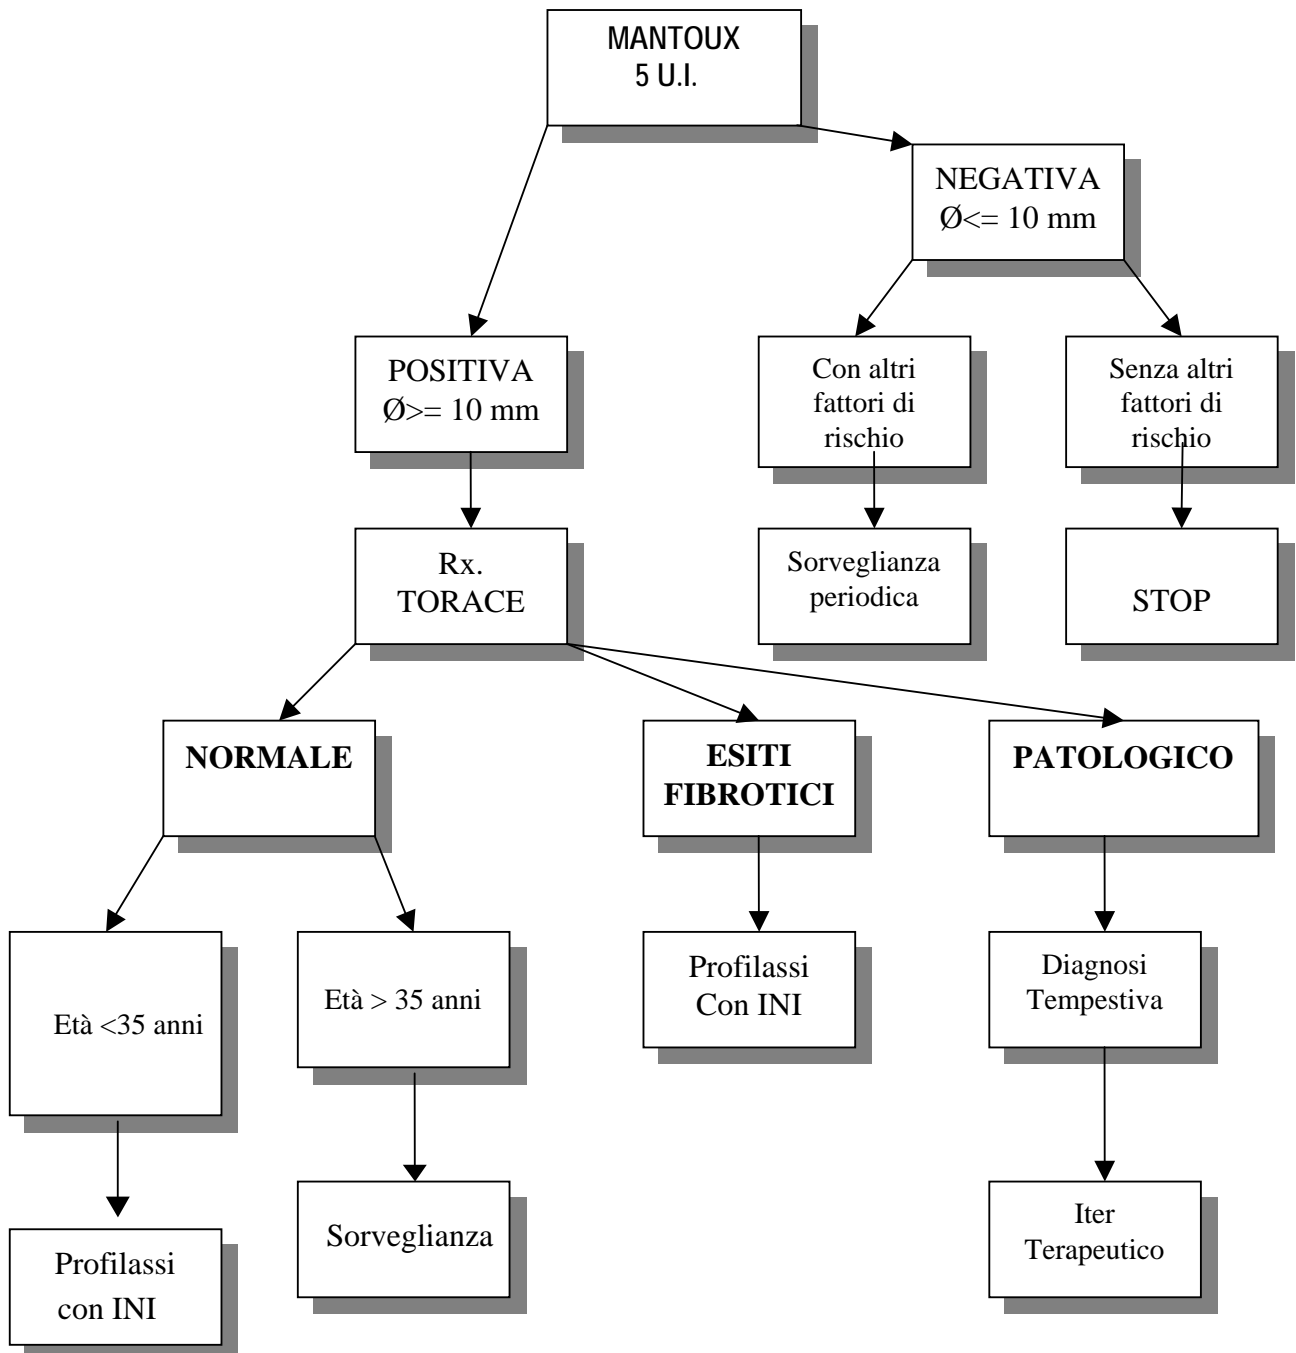 MANTOUX
5 U.I.
NEGATIVA
Ø<= 10 mm
POSITIVA
Ø>= 10 mm
Con altri
fattori di
rischio
Senza altri
fattori di
rischio
Rx.
TORACE
Sorveglianza
periodica
STOP
NORMALE
ESITI
FIBROTICI
PATOLOGICO
Età <35 anni
Età > 35 anni
Profilassi
Con INI
Diagnosi
Tempestiva
Profilassi
con INI
Sorveglianza
Iter
Terapeutico